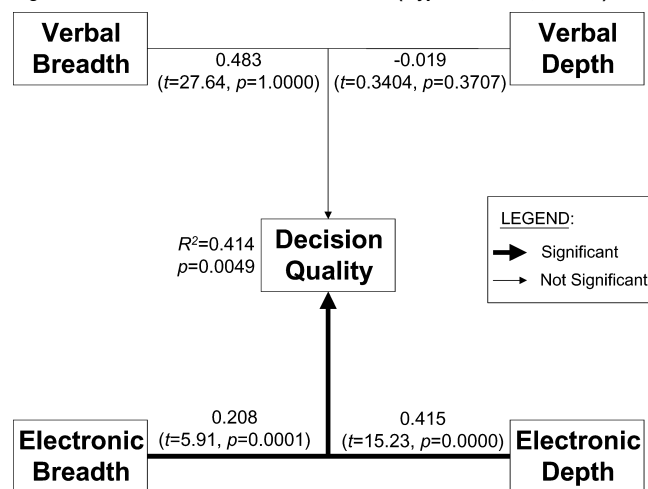 Verbal
Breadth
0.483
(t=27.64, p=1.0000)
-0.019
(t=0.3404, p=0.3707)
Verbal
Depth
R²=0.414
p=0.0049
Decision
Quality
LEGEND:
Significant
Not Significant
Electronic
Breadth
0.208
(t=5.91, p=0.0001)
0.415
(t=15.23, p=0.0000)
Electronic
Depth